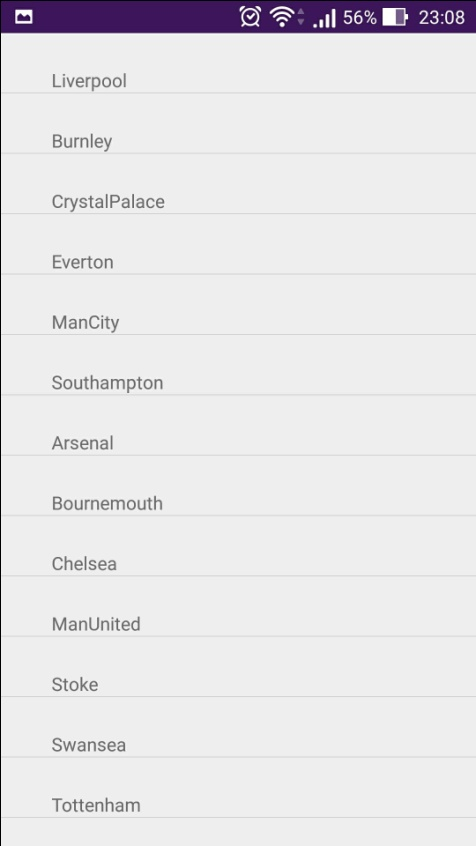 56% 23:08
Liverpool
Burnley
CrystalPalace
Everton
ManCity
Southampton
Arsenal
Bournemouth
Chelsea
ManUnited
Stoke
Swansea
Tottenham